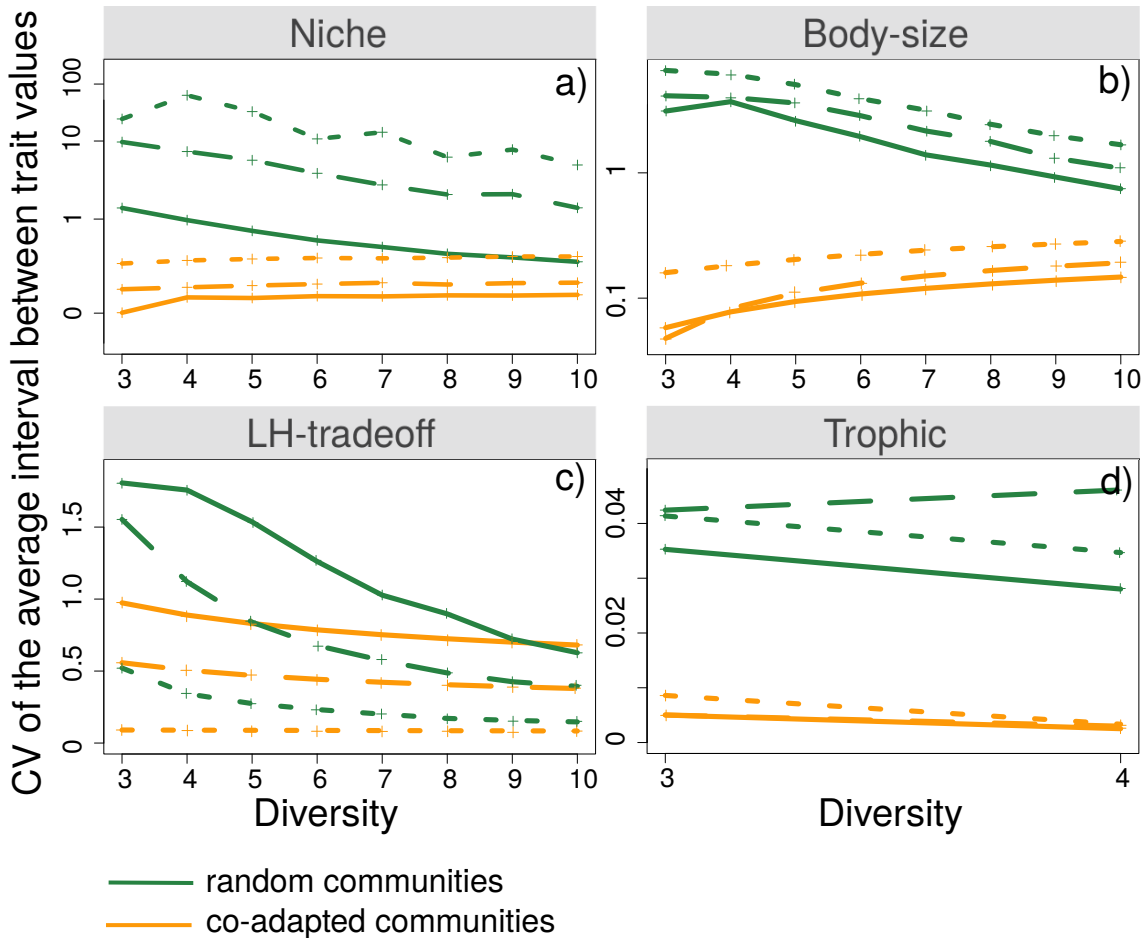 CV of the average interval between trait values
Niche
a)
100
10
1
0
3 4 5 6 7 8 9 10
Body-size
b)
1
0.1
3 4 5 6 7 8 9 10
LH-tradeoff
c)
1.5
1.0
0.5
0
3 4 5 6 7 8 9 10
Diversity
Trophic
d)
0.04
0.02
0
3 4
Diversity
random communities
co-adapted communities